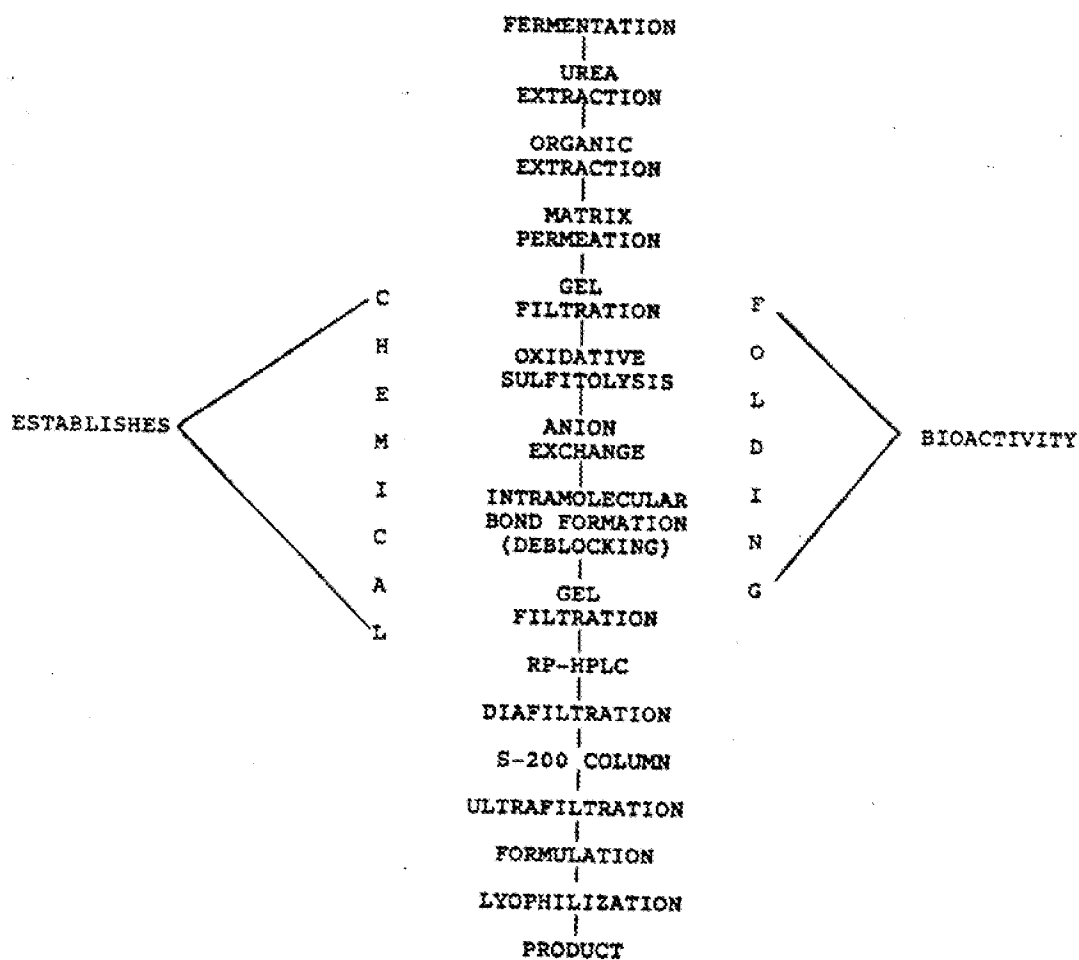 FERMENTATION
UREA
EXTRACTION
ORGANIC
EXTRACTION
MATRIX
PERMEATION
GEL
FILTRATION
OXIDATIVE
SULFITOLYSIS
ANION
EXCHANGE
INTRAMOLECULAR
BOND FORMATION
(DEBLOCKING)
GEL
FILTRATION
RP-HPLC
DIAFILTRATION
S-200 COLUMN
ULTRAFILTRATION
FORMULATION
LYOPHILIZATION
PRODUCT
ESTABLISHES
C
H
E
M
I
C
A
L
F
O
L
D
I
N
G
BIOACTIVITY